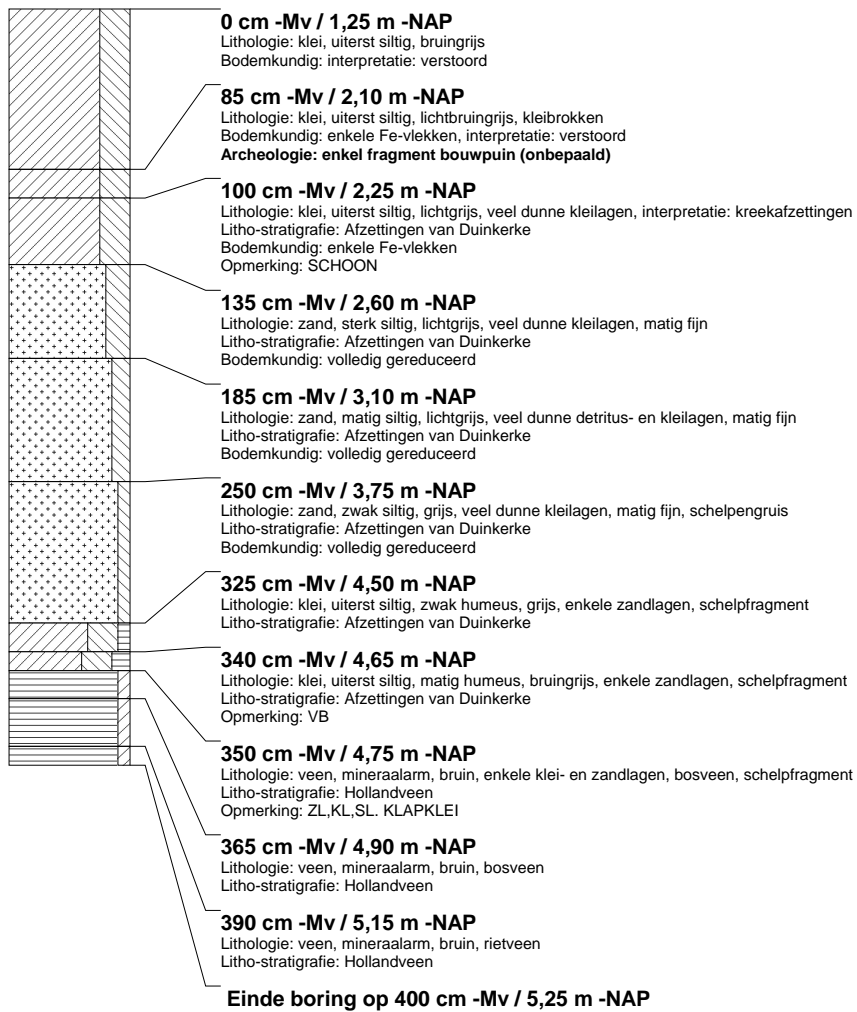 0 cm -Mv / 1,25 m -NAP
Lithologie: klei, uiterst siltig, bruingrijs
Bodemkundig: interpretatie: verstoord
85 cm -Mv / 2,10 m -NAP
Lithologie: klei, uiterst siltig, lichtbruingrijs, kleibrokken
Bodemkundig: enkele Fe-vlekken, interpretatie: verstoord
Archeologie: enkel fragment bouwpuin (onbepaald)
100 cm -Mv / 2,25 m -NAP
Lithologie: klei, uiterst siltig, lichtgrijs, veel dunne kleilagen, interpretatie: kreekafzettingen
Litho-stratigrafie: Afzettingen van Duinkerke
Bodemkundig: enkele Fe-vlekken
Opmerking: SCHOON
135 cm -Mv / 2,60 m -NAP
Lithologie: zand, sterk siltig, lichtgrijs, veel dunne kleilagen, matig fijn
Litho-stratigrafie: Afzettingen van Duinkerke
Bodemkundig: volledig gereduceerd
185 cm -Mv / 3,10 m -NAP
Lithologie: zand, matig siltig, lichtgrijs, veel dunne detritus- en kleilagen, matig fijn
Litho-stratigrafie: Afzettingen van Duinkerke
Bodemkundig: volledig gereduceerd
250 cm -Mv / 3,75 m -NAP
Lithologie: zand, zwak siltig, grijs, veel dunne kleilagen, matig fijn, schelpengruis
Litho-stratigrafie: Afzettingen van Duinkerke
Bodemkundig: volledig gereduceerd
325 cm -Mv / 4,50 m -NAP
Lithologie: klei, uiterst siltig, zwak humeus, grijs, enkele zandlagen, schelpfragment
Litho-stratigrafie: Afzettingen van Duinkerke
340 cm -Mv / 4,65 m -NAP
Lithologie: klei, uiterst siltig, matig humeus, bruingrijs, enkele zandlagen, schelpfragment
Litho-stratigrafie: Afzettingen van Duinkerke
Opmerking: VB
350 cm -Mv / 4,75 m -NAP
Lithologie: veen, mineraalarm, bruin, enkele klei- en zandlagen, bosveen, schelpfragment
Litho-stratigrafie: Hollandveen
Opmerking: ZL,KL,SL. KLAPKLEI
365 cm -Mv / 4,90 m -NAP
Lithologie: veen, mineraalarm, bruin, bosveen
Litho-stratigrafie: Hollandveen
390 cm -Mv / 5,15 m -NAP
Lithologie: veen, mineraalarm, bruin, rietveen
Litho-stratigrafie: Hollandveen
Einde boring op 400 cm -Mv / 5,25 m -NAP